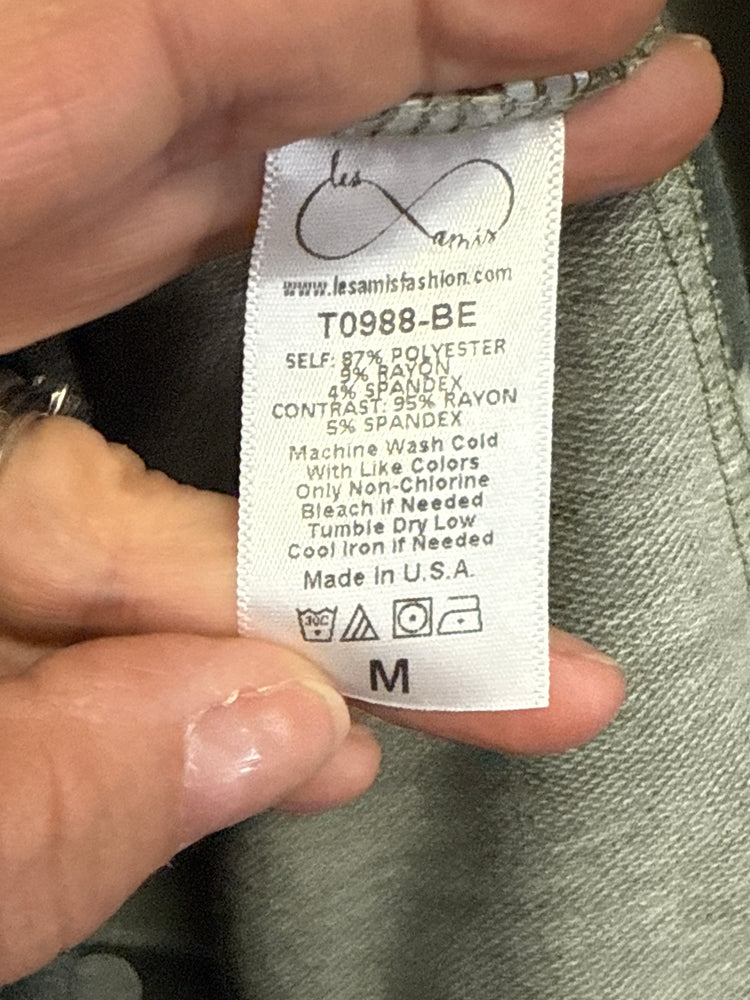 les
amis
www.lesamisfashion.com
T0988-BE
SELF: 87% POLYESTER
9% RAYON
4% SPANDEX
CONTRAST: 95% RAYON
5% SPANDEX
Machine Wash Cold
With Like Colors
Only Non-Chlorine
Bleach if Needed
Tumble Dry Low
Cool Iron if Needed
Made in U.S.A.
30C
M